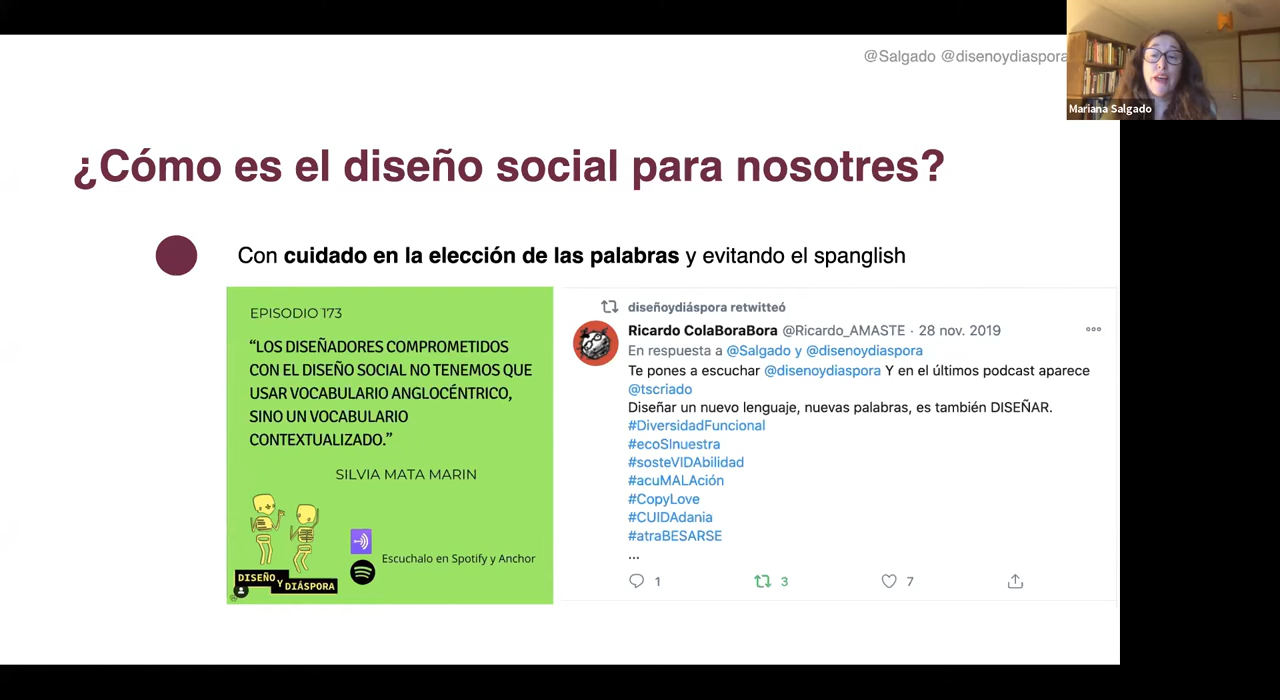 @Salgado @disenoydiaspora
Mariana Salgado
¿Cómo es el diseño social para nosotres?
Con cuidado en la elección de las palabras y evitando el spanglish
EPISODIO 173
“LOS DISEÑADORES COMPROMETIDOS
CON EL DISEÑO SOCIAL NO TENEMOS QUE
USAR VOCABULARIO ANGLOCÉNTRICO,
SINO UN VOCABULARIO
CONTEXTUALIZADO.”
SILVIA MATA MARIN
Escuchalo en Spotify y Anchor
DISEÑO
Y
DIÁSPORA
diseñoydiáspora retwitteó
Ricardo ColaBoraBora @Ricardo_AMASTE · 28 nov. 2019
En respuesta a @Salgado y @disenoydiaspora
Te pones a escuchar @disenoydiaspora Y en el últimos podcast aparece
@tscriado
Diseñar un nuevo lenguaje, nuevas palabras, es también DISEÑAR.
#DiversidadFuncional
#ecoSInuestra
#sosteVIDAbilidad
#acuMALAción
#CopyLove
#CUIDAdania
#atraBESARSE
...
1 3 7